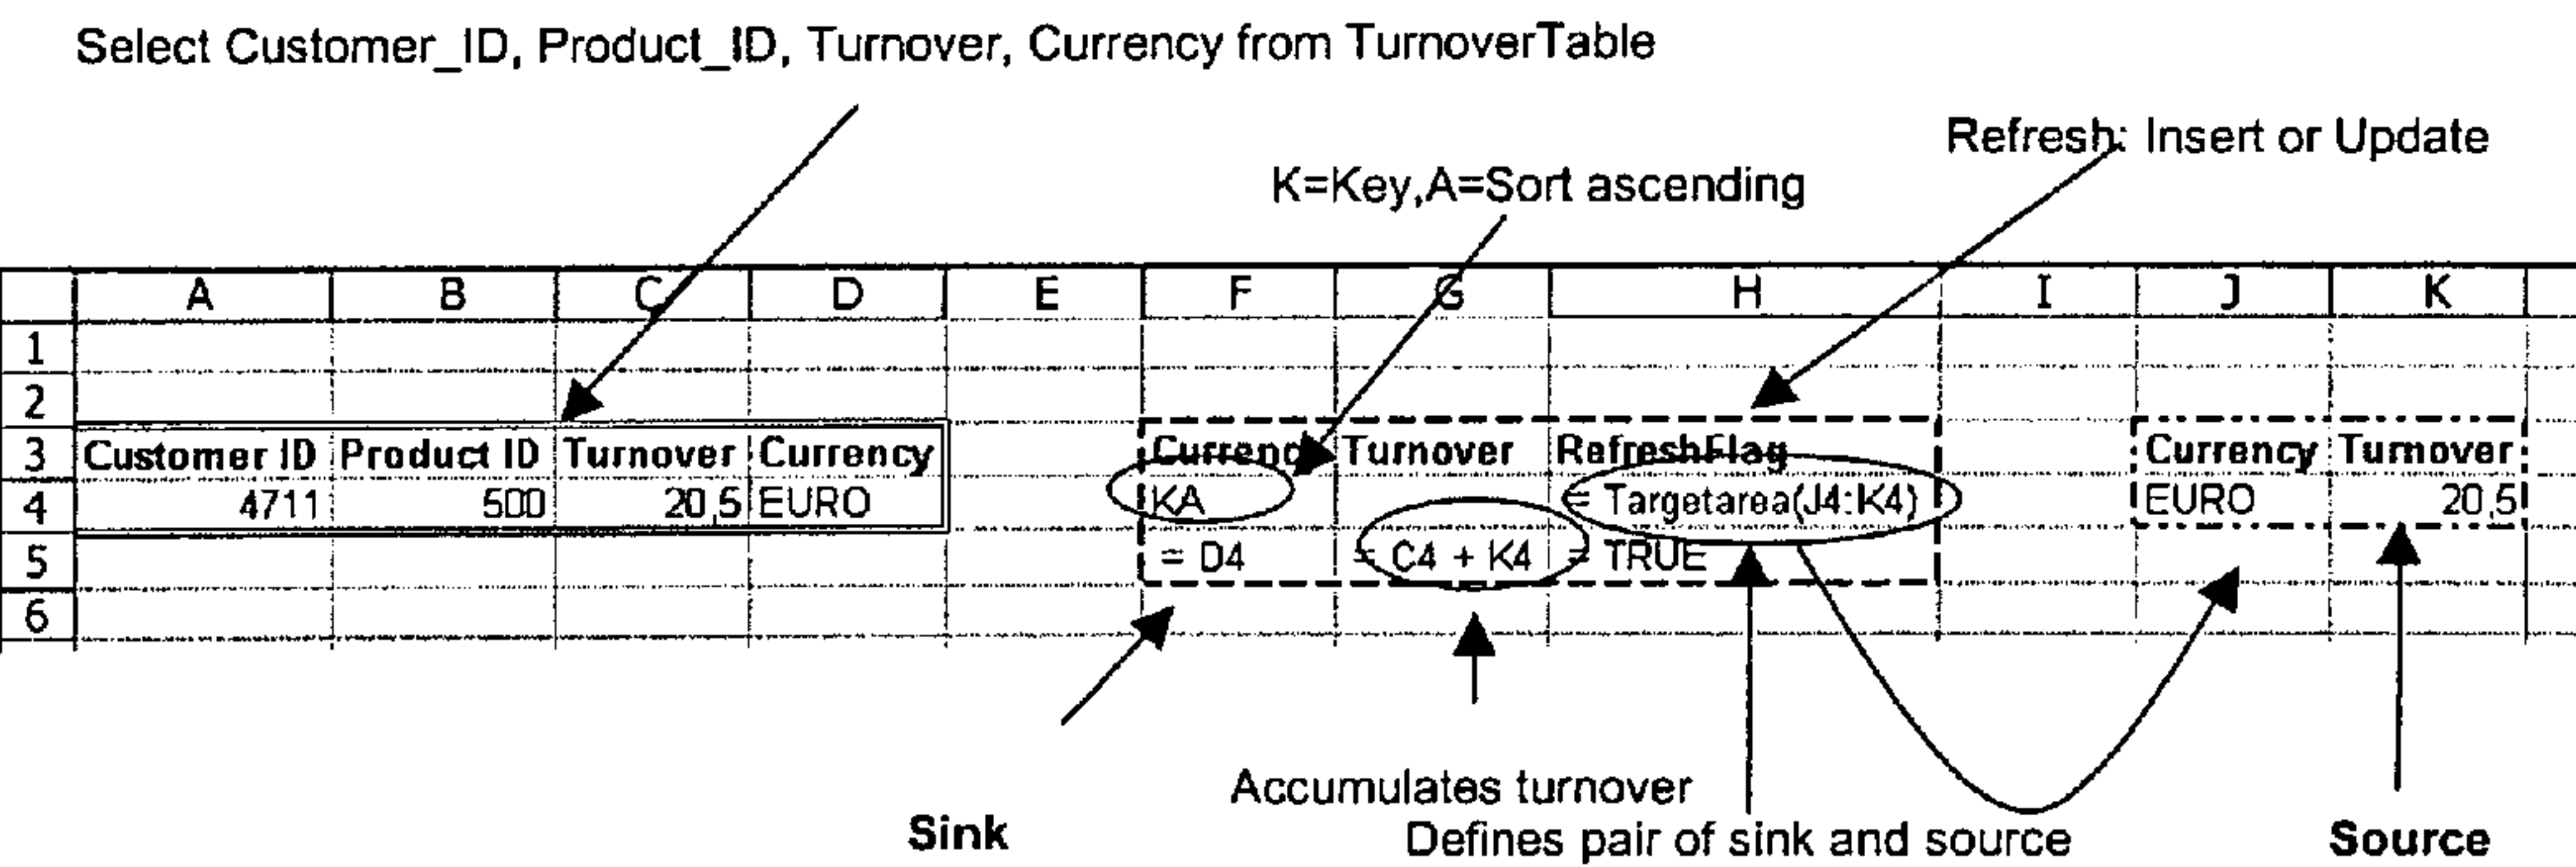 Select Customer_ID, Product_ID, Turnover, Currency from TurnoverTable
Refresh: Insert or Update
K=Key,A=Sort ascending
A B C D E F G H I J K
1
2
3 Customer ID Product ID Turnover Currency Currenc Turnover RefreshFlag Currency Turnover
4 4711 500 20,5 EURO KA = Targetarea(J4:K4) EURO 20,5
5 = D4 = C4 + K4 = TRUE
6
Accumulates turnover
Sink Defines pair of sink and source Source